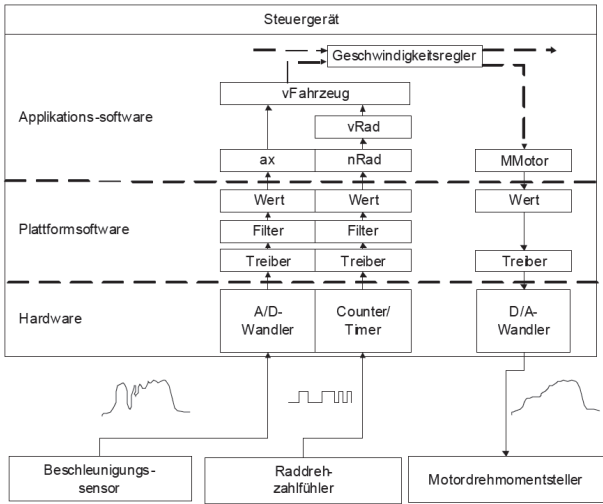 Steuergerät
Geschwindigkeitsregler
vFahrzeug
Applikations-software
vRad
ax nRad MMotor
Wert Wert Wert
Plattformsoftware
Filter Filter
Treiber Treiber Treiber
Hardware
A/D-
Wandler
Counter/
Timer
D/A-
Wandler
Beschleunigungs-
sensor
Raddreh-
zahlfühler
Motordrehmomentsteller